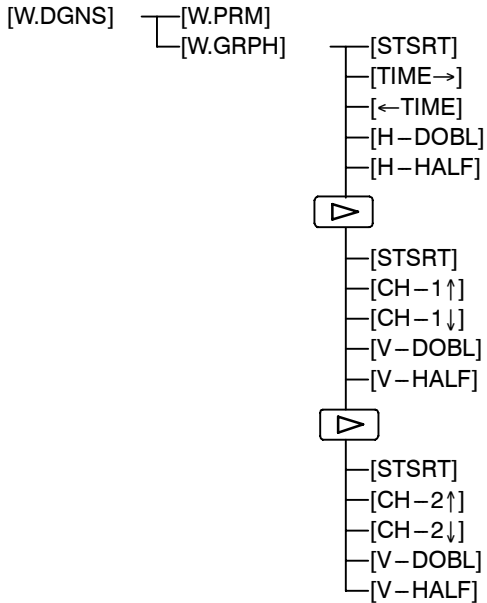 [W.DGNS] [W.PRM]
[W.GRPH] [STSRT]
[TIME→]
[←TIME]
[H−DOBL]
[H−HALF]
[STSRT]
[CH−1↑]
[CH−1↓]
[V−DOBL]
[V−HALF]
[STSRT]
[CH−2↑]
[CH−2↓]
[V−DOBL]
[V−HALF]